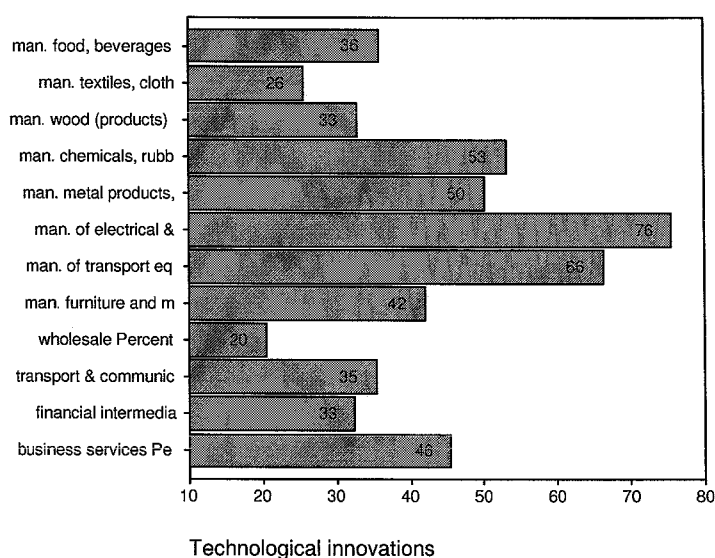 man. food, beverages 36
man. textiles, cloth 26
man. wood (products) 33
man. chemicals, rubb 53
man. metal products, 50
man. of electrical & 76
man. of transport eq 66
man. furniture and m 42
wholesale Percent 20
transport & communic 35
financial intermedia 33
business services Pe 46
10 20 30 40 50 60 70 80
Technological innovations